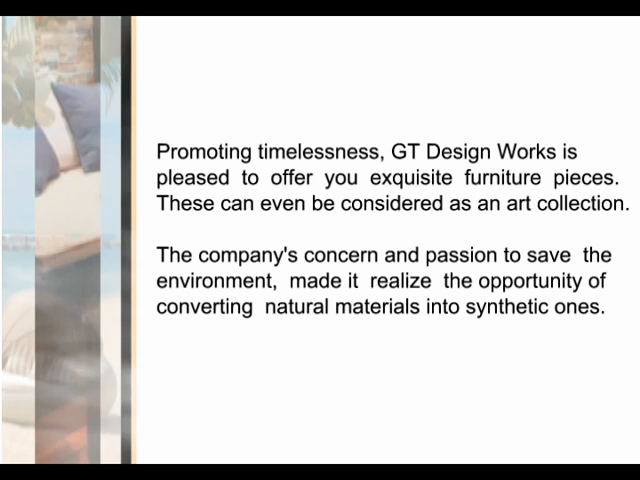 Promoting timelessness, GT Design Works is
pleased to offer you exquisite furniture pieces.
These can even be considered as an art collection.
The company's concern and passion to save the
environment, made it realize the opportunity of
converting natural materials into synthetic ones.